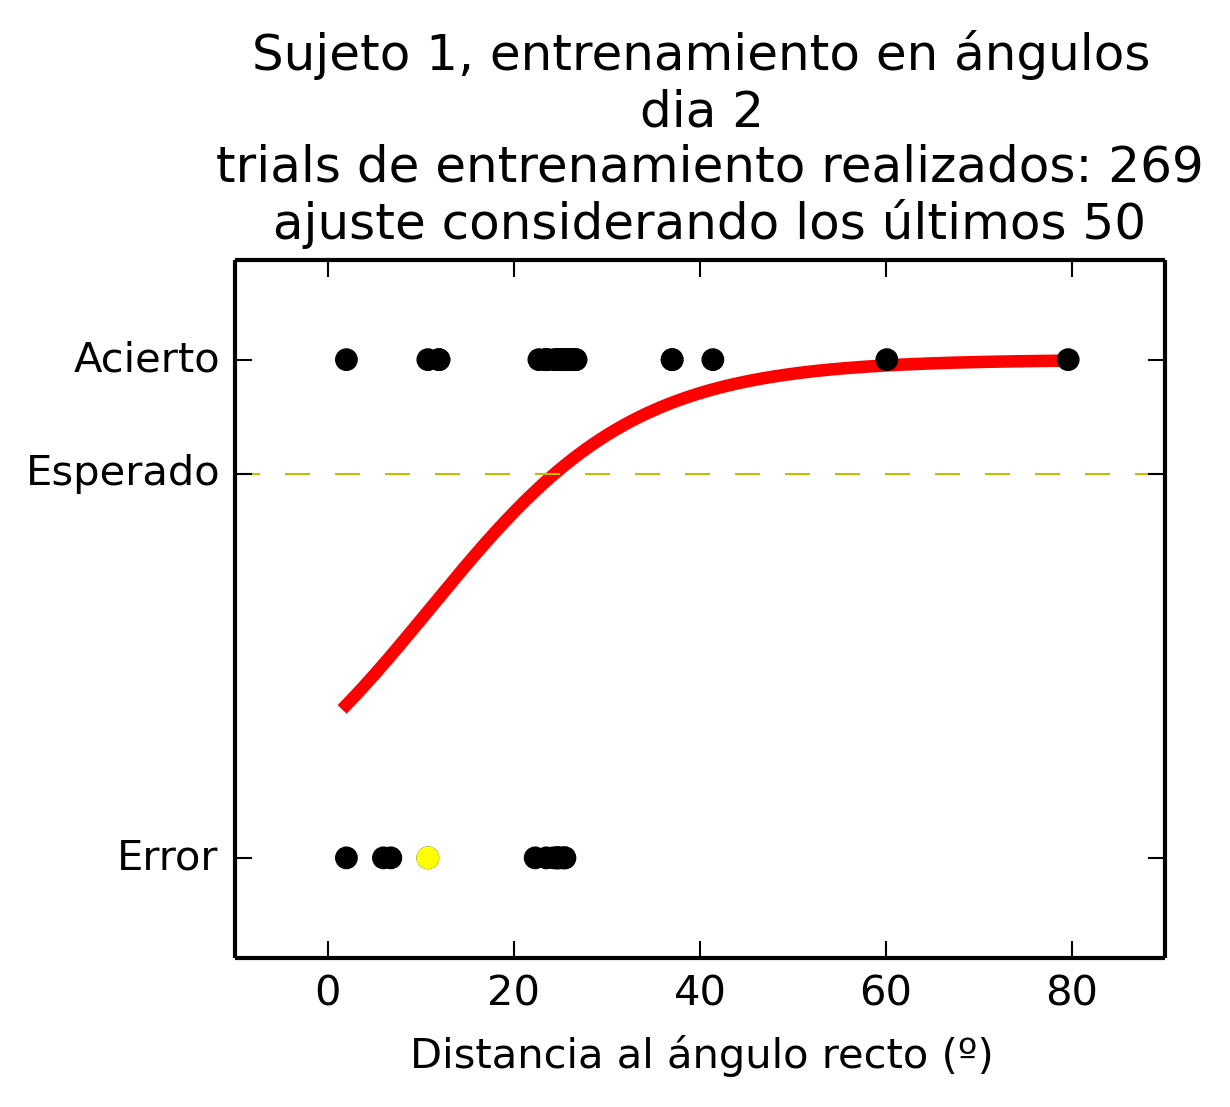 Sujeto 1, entrenamiento en ángulos
dia 2
trials de entrenamiento realizados: 269
ajuste considerando los últimos 50
Acierto
Esperado
Error
0 20 40 60 80
Distancia al ángulo recto (º)